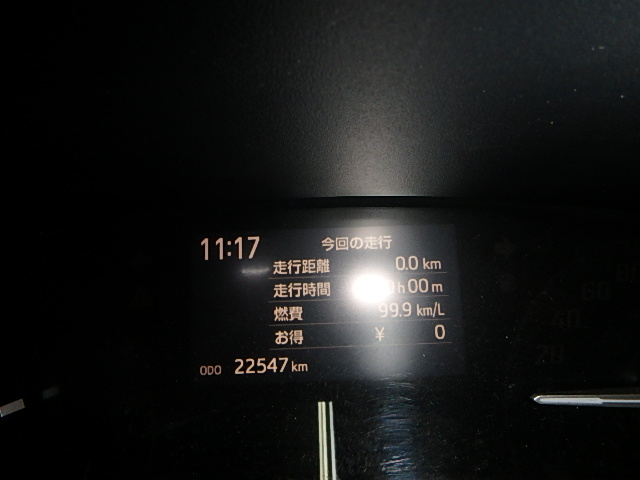 11:17 今回の走行
走行距離 0.0 km
走行時間 h 00 m
燃費 99.9 km/L
お得 ¥ 0
ODO 22547 km
60